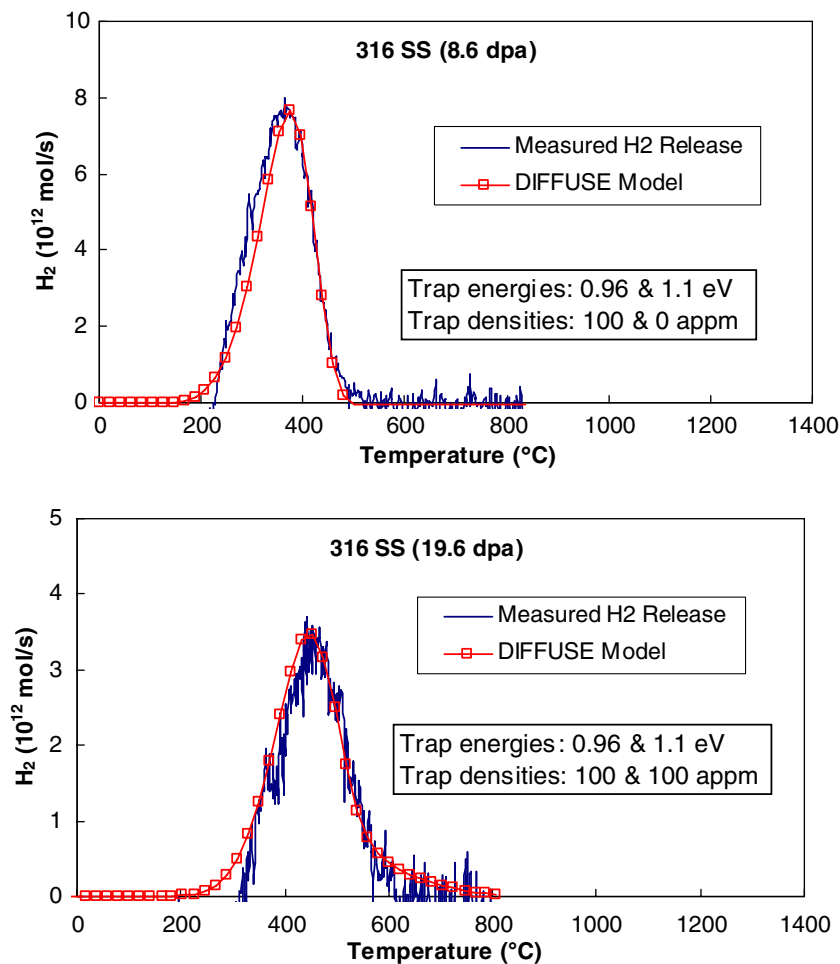 316 SS (8.6 dpa)
10
8
6
4
2
0
H₂ (10¹² mol/s)
Measured H2 Release
DIFFUSE Model
Trap energies: 0.96 & 1.1 eV
Trap densities: 100 & 0 appm
0 200 400 600 800 1000 1200 1400
Temperature (°C)
316 SS (19.6 dpa)
5
4
3
2
1
0
H₂ (10¹² mol/s)
Measured H2 Release
DIFFUSE Model
Trap energies: 0.96 & 1.1 eV
Trap densities: 100 & 100 appm
0 200 400 600 800 1000 1200 1400
Temperature (°C)